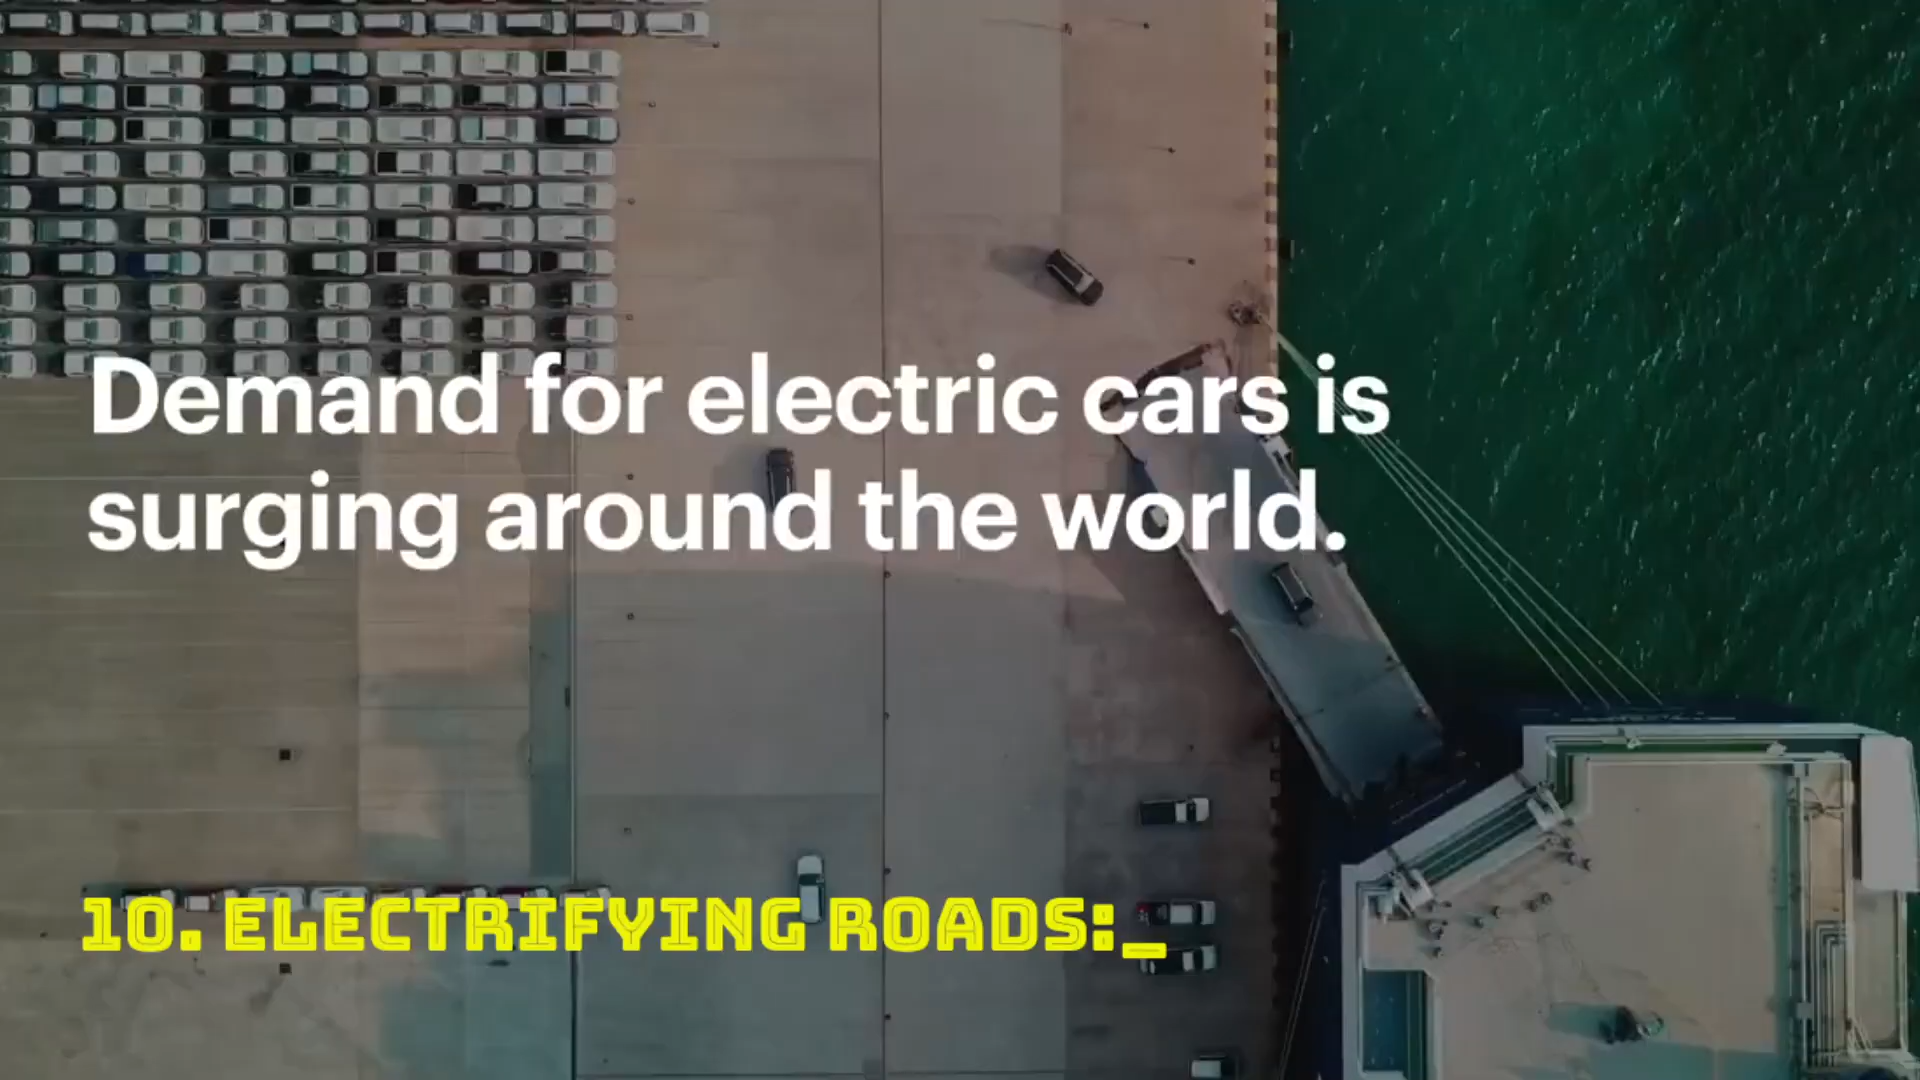 Demand for electric cars is
surging around the world.
10. ELECTRIFYING ROADS:_